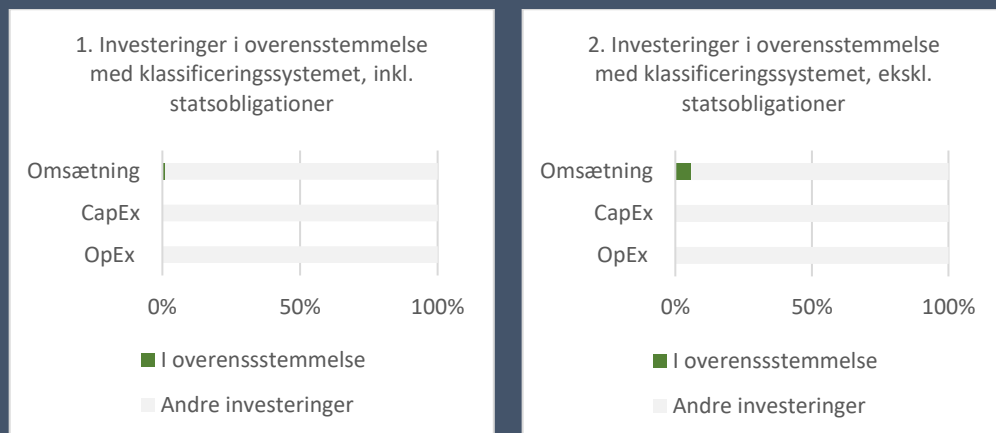 1. Investeringer i overensstemmelse
med klassificeringssystemet, inkl.
statsobligationer
Omsætning
CapEx
OpEx
0%
50%
100%
I overenssstemmelse
Andre investeringer
2. Investeringer i overensstemmelse
med klassificeringssystemet, ekskl.
statsobligationer
Omsætning
CapEx
OpEx
0%
50%
100%
I overenssstemmelse
Andre investeringer